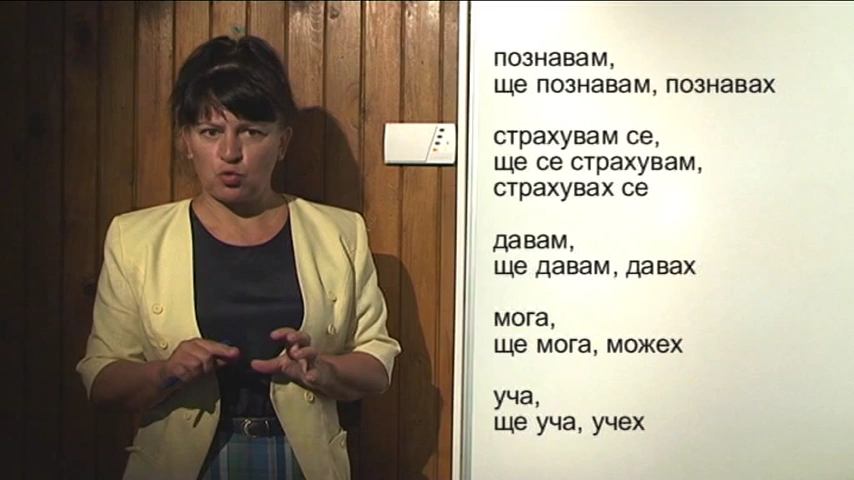 познавам,
ще познавам, познавах
страхувам се,
ще се страхувам,
страхувах се
давам,
ще давам, давах
мога,
ще мога, можех
уча,
ще уча, учех